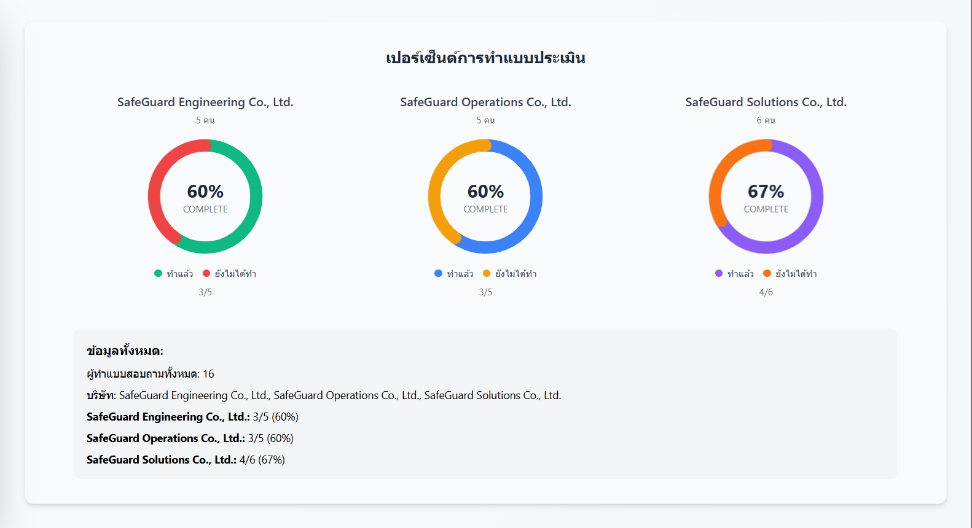 เปอร์เซ็นต์การทำแบบประเมิน
SafeGuard Engineering Co., Ltd.
5 คน
60%
COMPLETE
ทำแล้ว ยังไม่ได้ทำ
3/5
SafeGuard Operations Co., Ltd.
5 คน
60%
COMPLETE
ทำแล้ว ยังไม่ได้ทำ
3/5
SafeGuard Solutions Co., Ltd.
6 คน
67%
COMPLETE
ทำแล้ว ยังไม่ได้ทำ
4/6
ข้อมูลทั้งหมด:
ผู้ทำแบบสอบถามทั้งหมด: 16
บริษัท: SafeGuard Engineering Co., Ltd., SafeGuard Operations Co., Ltd., SafeGuard Solutions Co., Ltd.
SafeGuard Engineering Co., Ltd.: 3/5 (60%)
SafeGuard Operations Co., Ltd.: 3/5 (60%)
SafeGuard Solutions Co., Ltd.: 4/6 (67%)